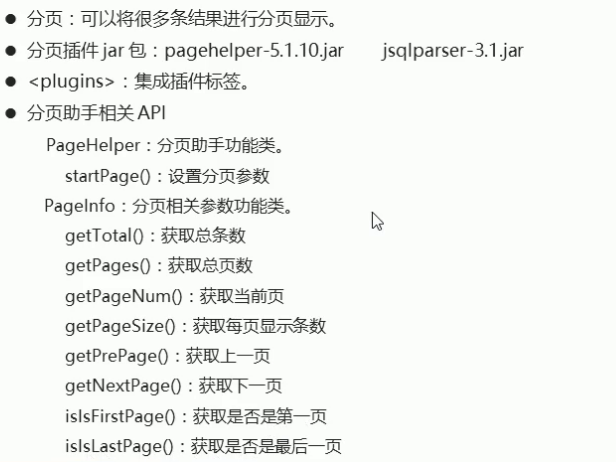 ● 分页：可以将很多条结果进行分页显示。
● 分页插件 jar 包：pagehelper-5.1.10.jar jsqlparser-3.1.jar
● <plugins>：集成插件标签。
● 分页助手相关 API
PageHelper：分页助手功能类。
startPage()：设置分页参数
PageInfo：分页相关参数功能类。
getTotal()：获取总条数
getPages()：获取总页数
getPageNum()：获取当前页
getPageSize()：获取每页显示条数
getPrePage()：获取上一页
getNextPage()：获取下一页
isIsFirstPage()：获取是否是第一页
isIsLastPage()：获取是否是最后一页